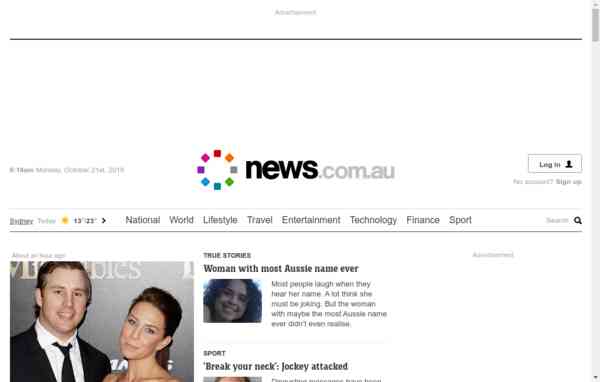 Advertisement
Monday, October 21st, 2019
news.com.au
Log in
No account? Sign up
Sydney Today 13°/23°
National World Lifestyle Travel Entertainment Technology Finance Sport
Search
About an hour ago
TRUE STORIES
Woman with most Aussie name ever
Most people laugh when they
hear her name. A lot think she
must be joking. But the woman
with maybe the most Aussie name
ever didn't even realise.
Advertisement
SPORT
'Break your neck': Jockey attacked